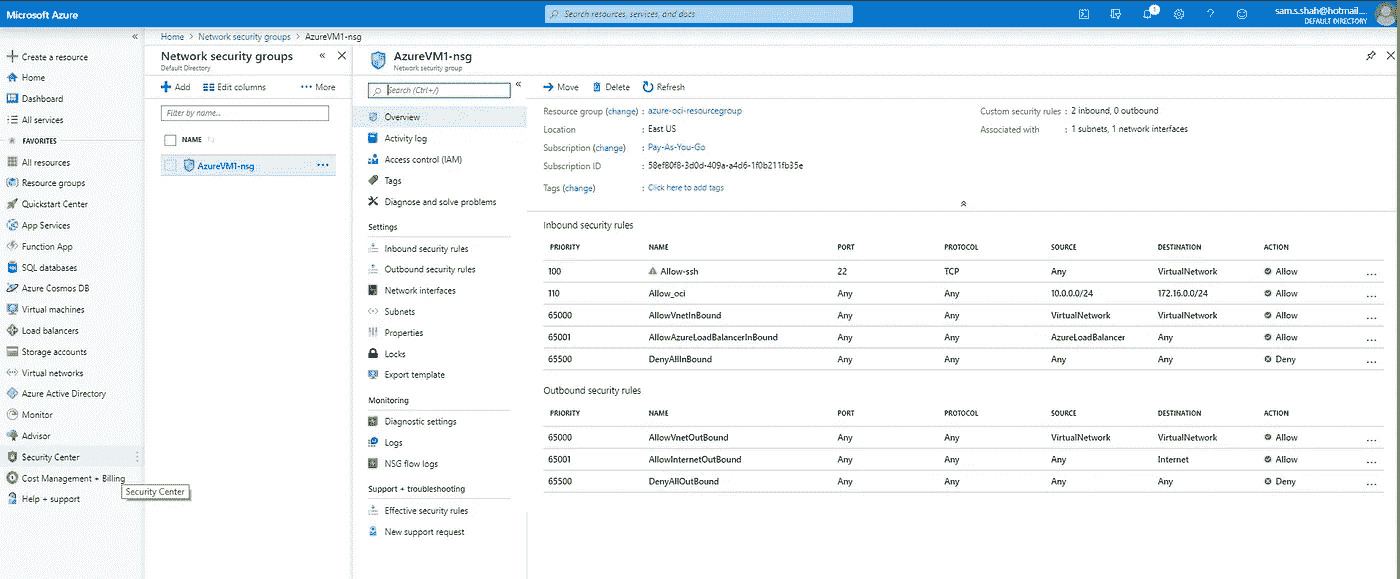 Microsoft Azure
Search resources, services, and docs
1
sam.s.shah@hotmail....
DEFAULT DIRECTORY
Create a resource
Home
Dashboard
All services
FAVORITES
All resources
Resource groups
Quickstart Center
App Services
Function App
SQL databases
Azure Cosmos DB
Virtual machines
Load balancers
Storage accounts
Virtual networks
Azure Active Directory
Monitor
Advisor
Security Center
Cost Management + Billing
Security Center
Help + support
Home > Network security groups > AzureVM1-nsg
Network security groups
Default Directory
Add Edit columns ... More
Filter by name...
NAME
AzureVM1-nsg ...
AzureVM1-nsg
Network security group
Search (Ctrl+/)
Overview
Activity log
Access control (IAM)
Tags
Diagnose and solve problems
Settings
Inbound security rules
Outbound security rules
Network interfaces
Subnets
Properties
Locks
Export template
Monitoring
Diagnostic settings
Logs
NSG flow logs
Support + troubleshooting
Effective security rules
New support request
Move Delete Refresh
Resource group (change) : azure-oci-resourcegroup
Location : East US
Subscription (change) : Pay-As-You-Go
Subscription ID : 58ef80f8-3d0d-409a-a4d6-1f0b211fb35e
Tags (change) : Click here to add tags
Custom security rules : 2 inbound, 0 outbound
Associated with : 1 subnets, 1 network interfaces
Inbound security rules
PRIORITY NAME PORT PROTOCOL SOURCE DESTINATION ACTION
100 Allow-ssh 22 TCP Any VirtualNetwork Allow ...
110 Allow_oci Any Any 10.0.0.0/24 172.16.0.0/24 Allow ...
65000 AllowVnetInBound Any Any VirtualNetwork VirtualNetwork Allow ...
65001 AllowAzureLoadBalancerInBound Any Any AzureLoadBalancer Any Allow ...
65500 DenyAllInBound Any Any Any Any Deny ...
Outbound security rules
PRIORITY NAME PORT PROTOCOL SOURCE DESTINATION ACTION
65000 AllowVnetOutBound Any Any VirtualNetwork VirtualNetwork Allow ...
65001 AllowInternetOutBound Any Any Any Internet Allow ...
65500 DenyAllOutBound Any Any Any Any Deny ...